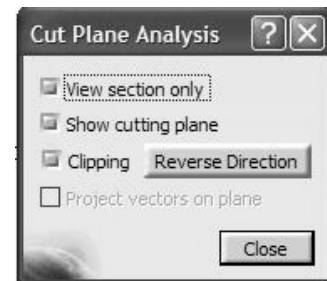 Cut Plane Analysis ? X
View section only
Show cutting plane
Clipping Reverse Direction
Project vectors on plane
Close